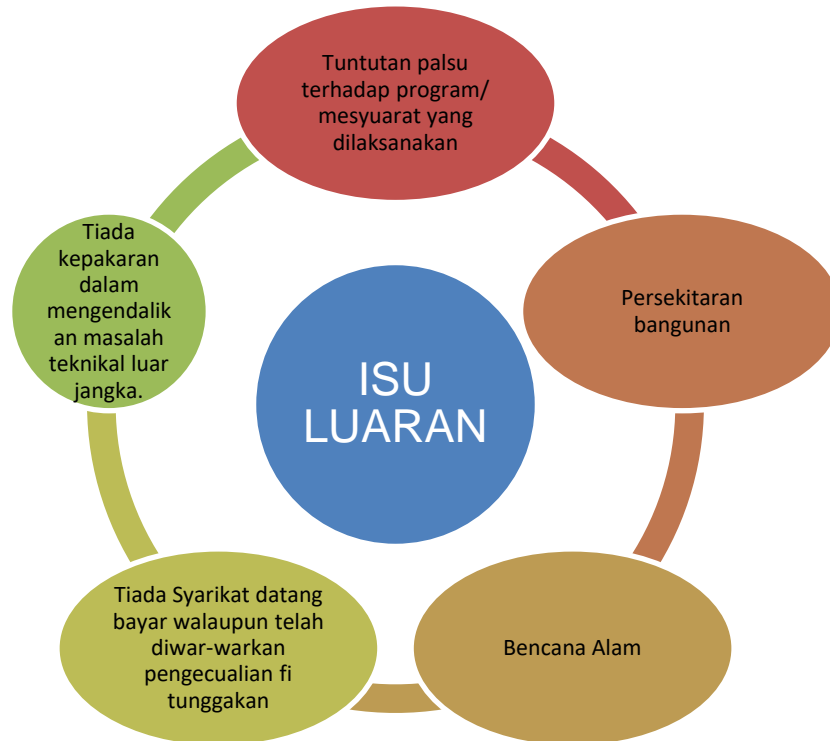 Tuntutan palsu
terhadap program/
mesyuarat yang
dilaksanakan
Persekitaran
bangunan
Bencana Alam
Tiada Syarikat datang
bayar walaupun telah
diwar-warkan
pengecualian fi
tunggakan
Tiada
kepakaran
dalam
mengendalik
an masalah
teknikal luar
jangka.
ISU
LUARAN